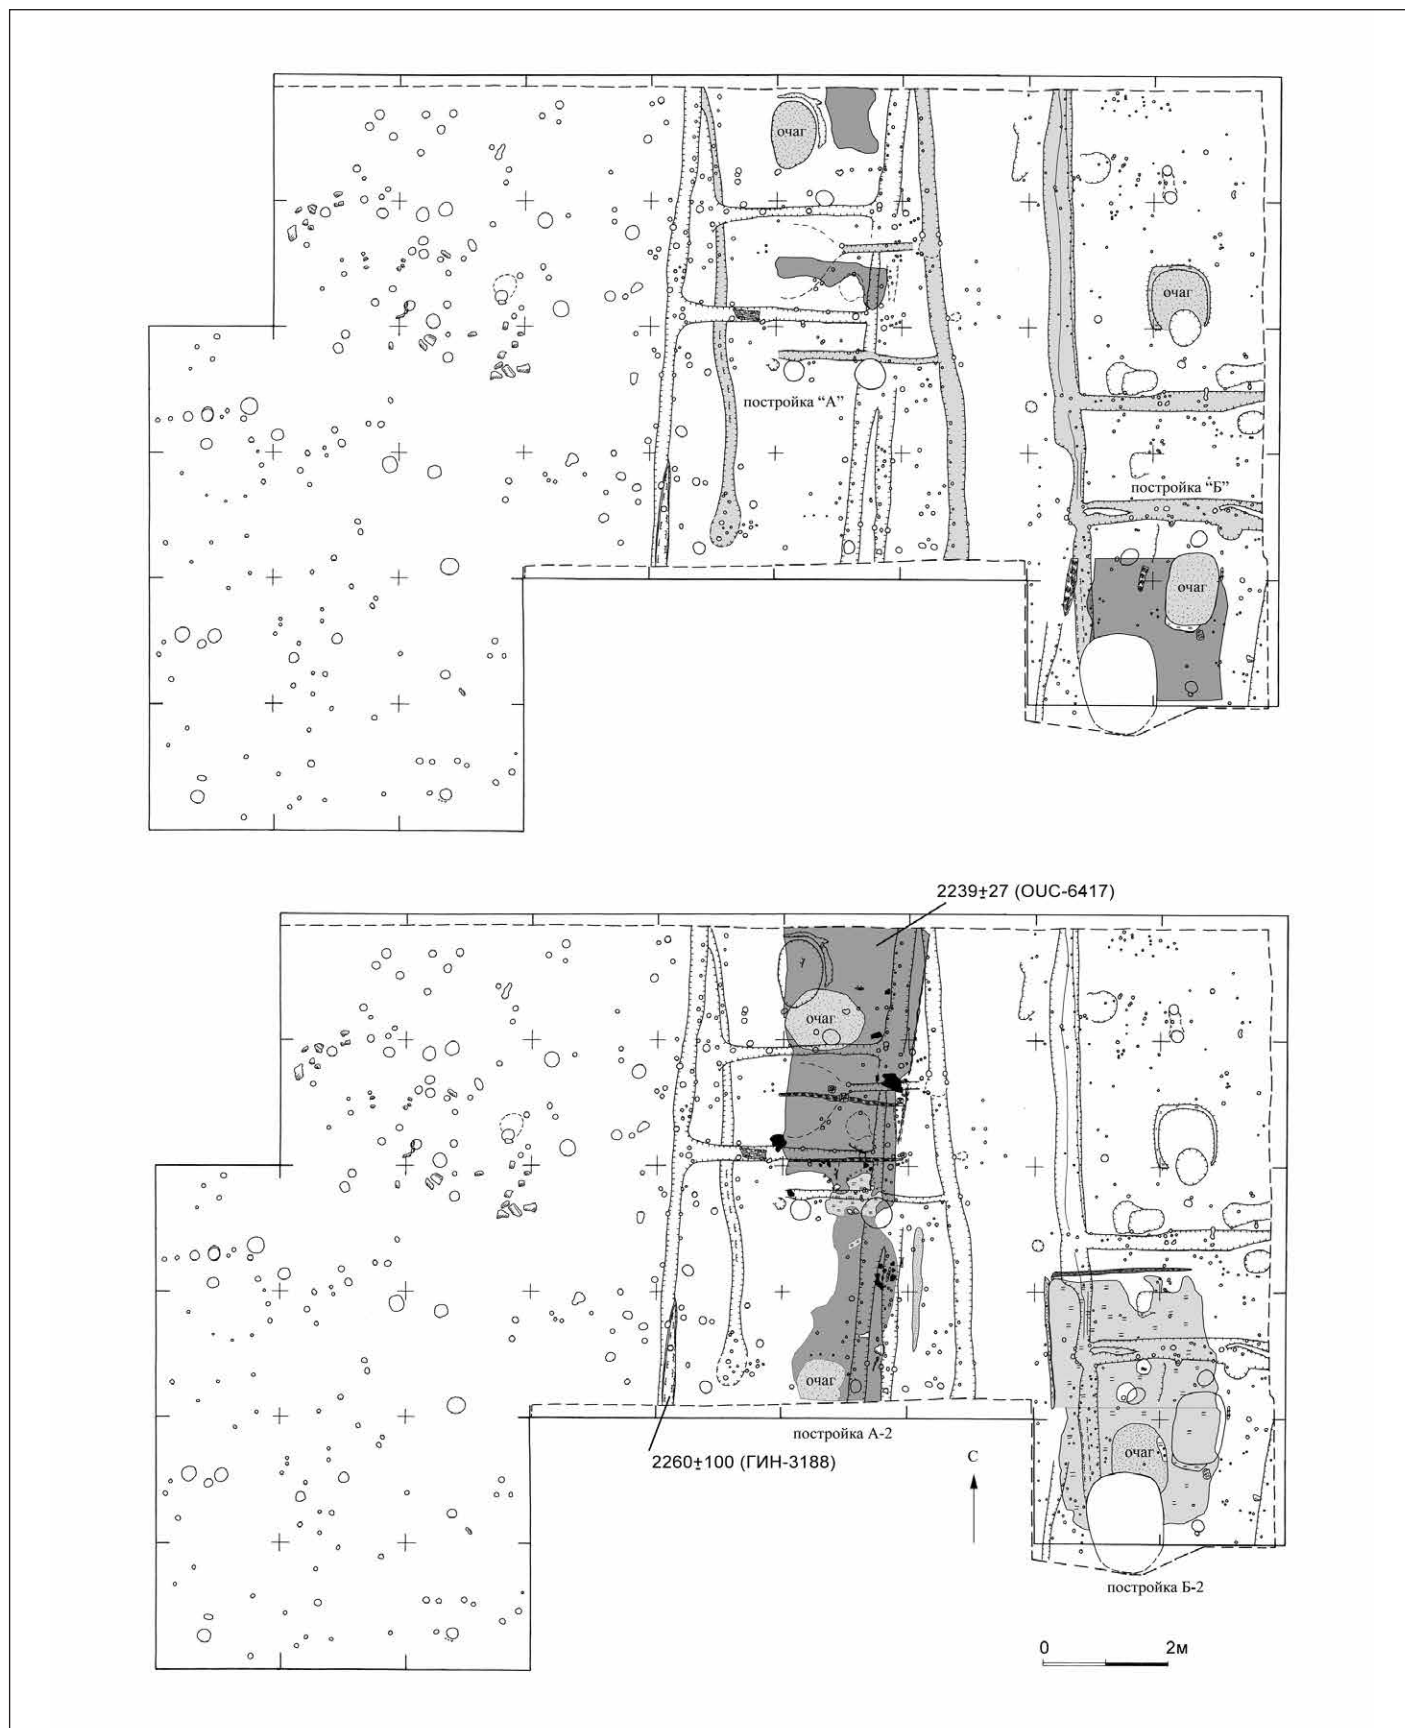 очаг
очаг
постройка “А”
постройка “Б”
очаг
2239±27 (OUC-6417)
очаг
очаг
постройка А-2
2260±100 (ГИН-3188)
С
очаг
постройка Б-2
0 2м